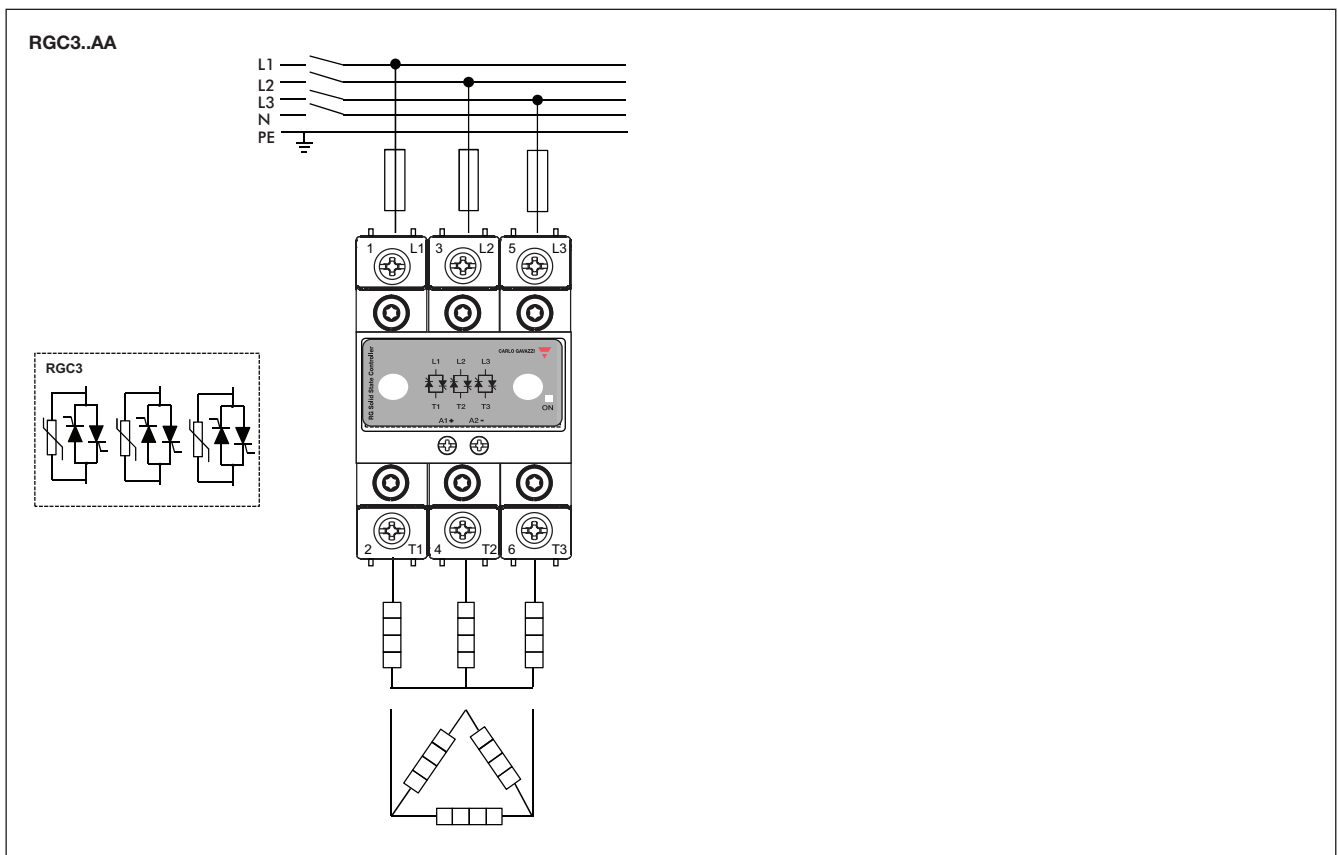 RGC3..AA
L1
L2
L3
N
PE
1 L1 3 L2 5 L3
RGC3
RG Solid State Controller
CARLO GAVAZZI
L1 L2 L3
T1 T2 T3
ON
A1+ A2-
2 T1 4 T2 6 T3